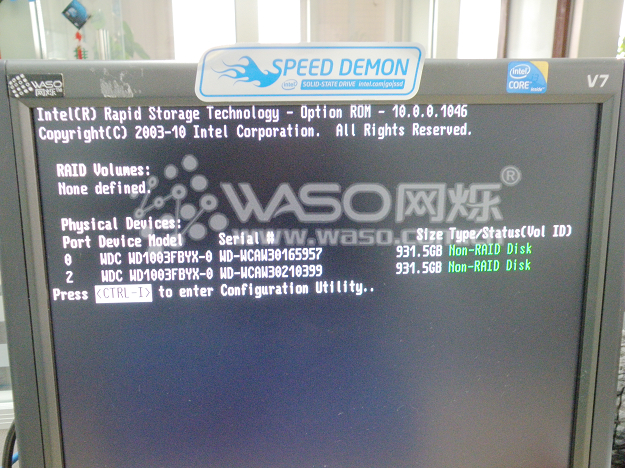 SPEED DEMON
intel SOLID-STATE DRIVE intel.com/go/ssd
WASO
网烁
intel
CORE
inside
V7
Intel(R) Rapid Storage Technology - Option ROM - 10.0.0.1046
Copyright(C) 2003-10 Intel Corporation. All Rights Reserved.
RAID Volumes:
None defined.
WASO网烁®
www.waso.c
Physical Devices:
Port Device Model Serial # Size Type/Status(Vol ID)
0 WDC WD1003FBYX-0 WD-WCAW30165957 931.5GB Non-RAID Disk
2 WDC WD1003FBYX-0 WD-WCAW30210399 931.5GB Non-RAID Disk
Press <CTRL-I> to enter Configuration Utility..